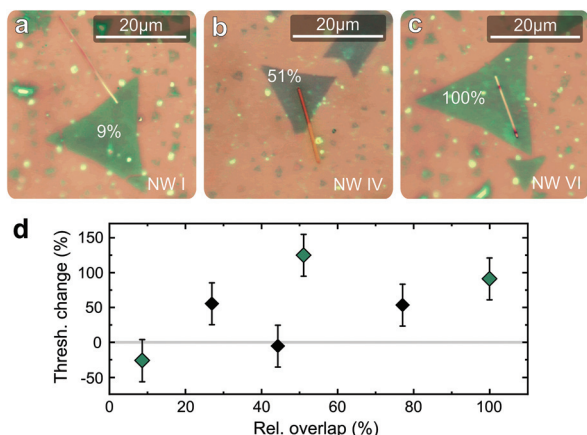 a
20µm
9%
NW I
b
20µm
51%
NW IV
c
20µm
100%
NW VI
d
Thresh. change (%)
150
100
50
0
-50
0
20
40
60
80
100
Rel. overlap (%)